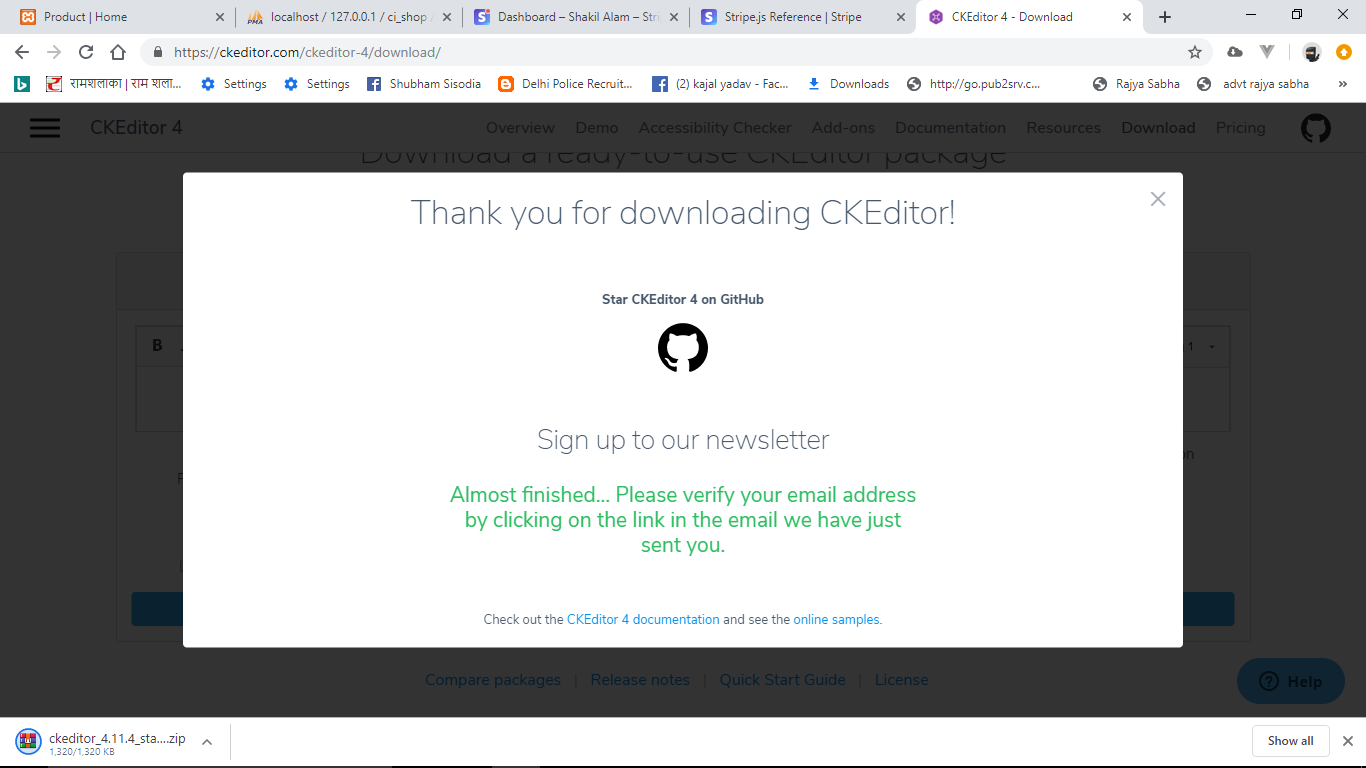 Product | Home
localhost / 127.0.0.1 / ci_shop
Dashboard – Shakil Alam – Stri
Stripe.js Reference | Stripe
CKEditor 4 - Download
https://ckeditor.com/ckeditor-4/download/
रामशलाका | राम शला...
Settings
Settings
Shubham Sisodia
Delhi Police Recruit...
(2) kajal yadav - Fac...
Downloads
http://go.pub2srv.c...
Rajya Sabha
advt rajya sabha
»
CKEditor 4
Overview
Demo
Accessibility Checker
Add-ons
Documentation
Resources
Download
Pricing
Download a ready-to-use CKEditor package
Thank you for downloading CKEditor!
Star CKEditor 4 on GitHub
B
1
Sign up to our newsletter
Almost finished... Please verify your email address
by clicking on the link in the email we have just
sent you.
Check out the CKEditor 4 documentation and see the online samples.
Compare packages | Release notes | Quick Start Guide | License
Help
ckeditor_4.11.4_sta....zip
1,320/1,320 KB
Show all